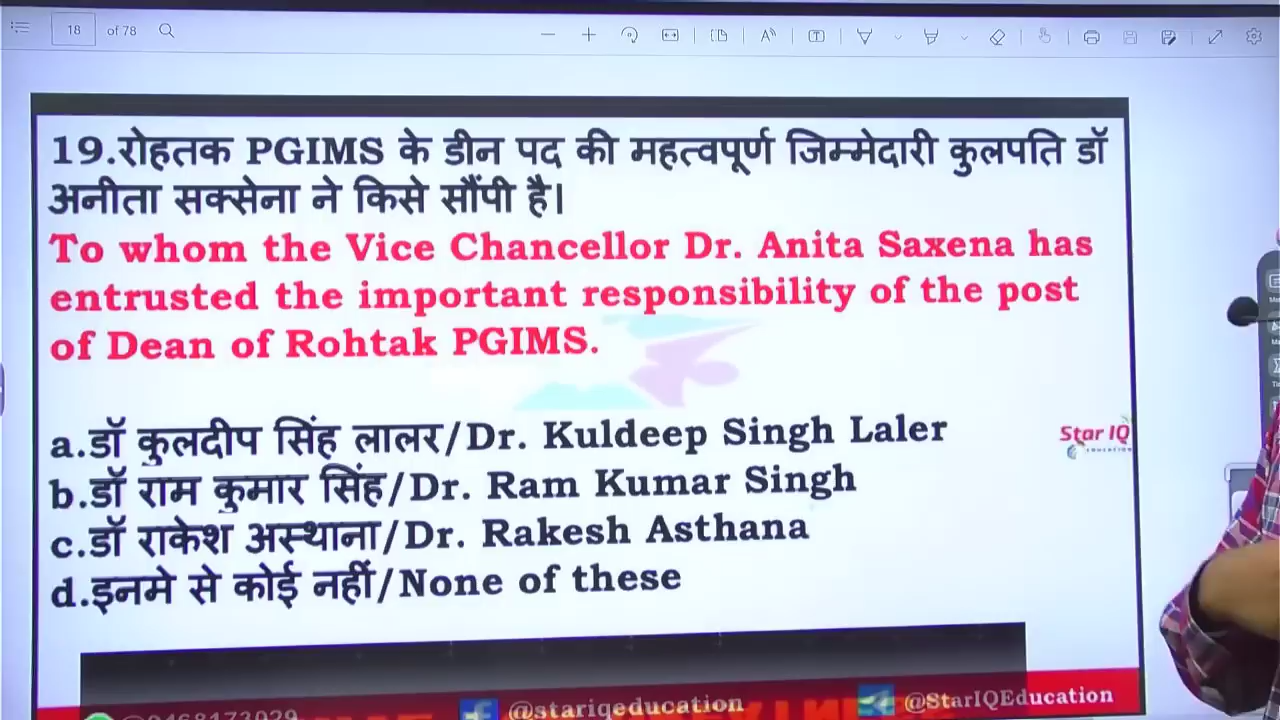 18 of 78
19.रोहतक PGIMS के डीन पद की महत्वपूर्ण जिम्मेदारी कुलपति डॉ
अनीता सक्सेना ने किसे सौंपी है।
To whom the Vice Chancellor Dr. Anita Saxena has
entrusted the important responsibility of the post
of Dean of Rohtak PGIMS.
a.डॉ कुलदीप सिंह लालर/Dr. Kuldeep Singh Laler
Star IQ
EDUCATION
b.डॉ राम कुमार सिंह/Dr. Ram Kumar Singh
c.डॉ राकेश अस्थाना/Dr. Rakesh Asthana
d.इनमे से कोई नहीं/None of these
@stariqeducation
@StarIQEducation